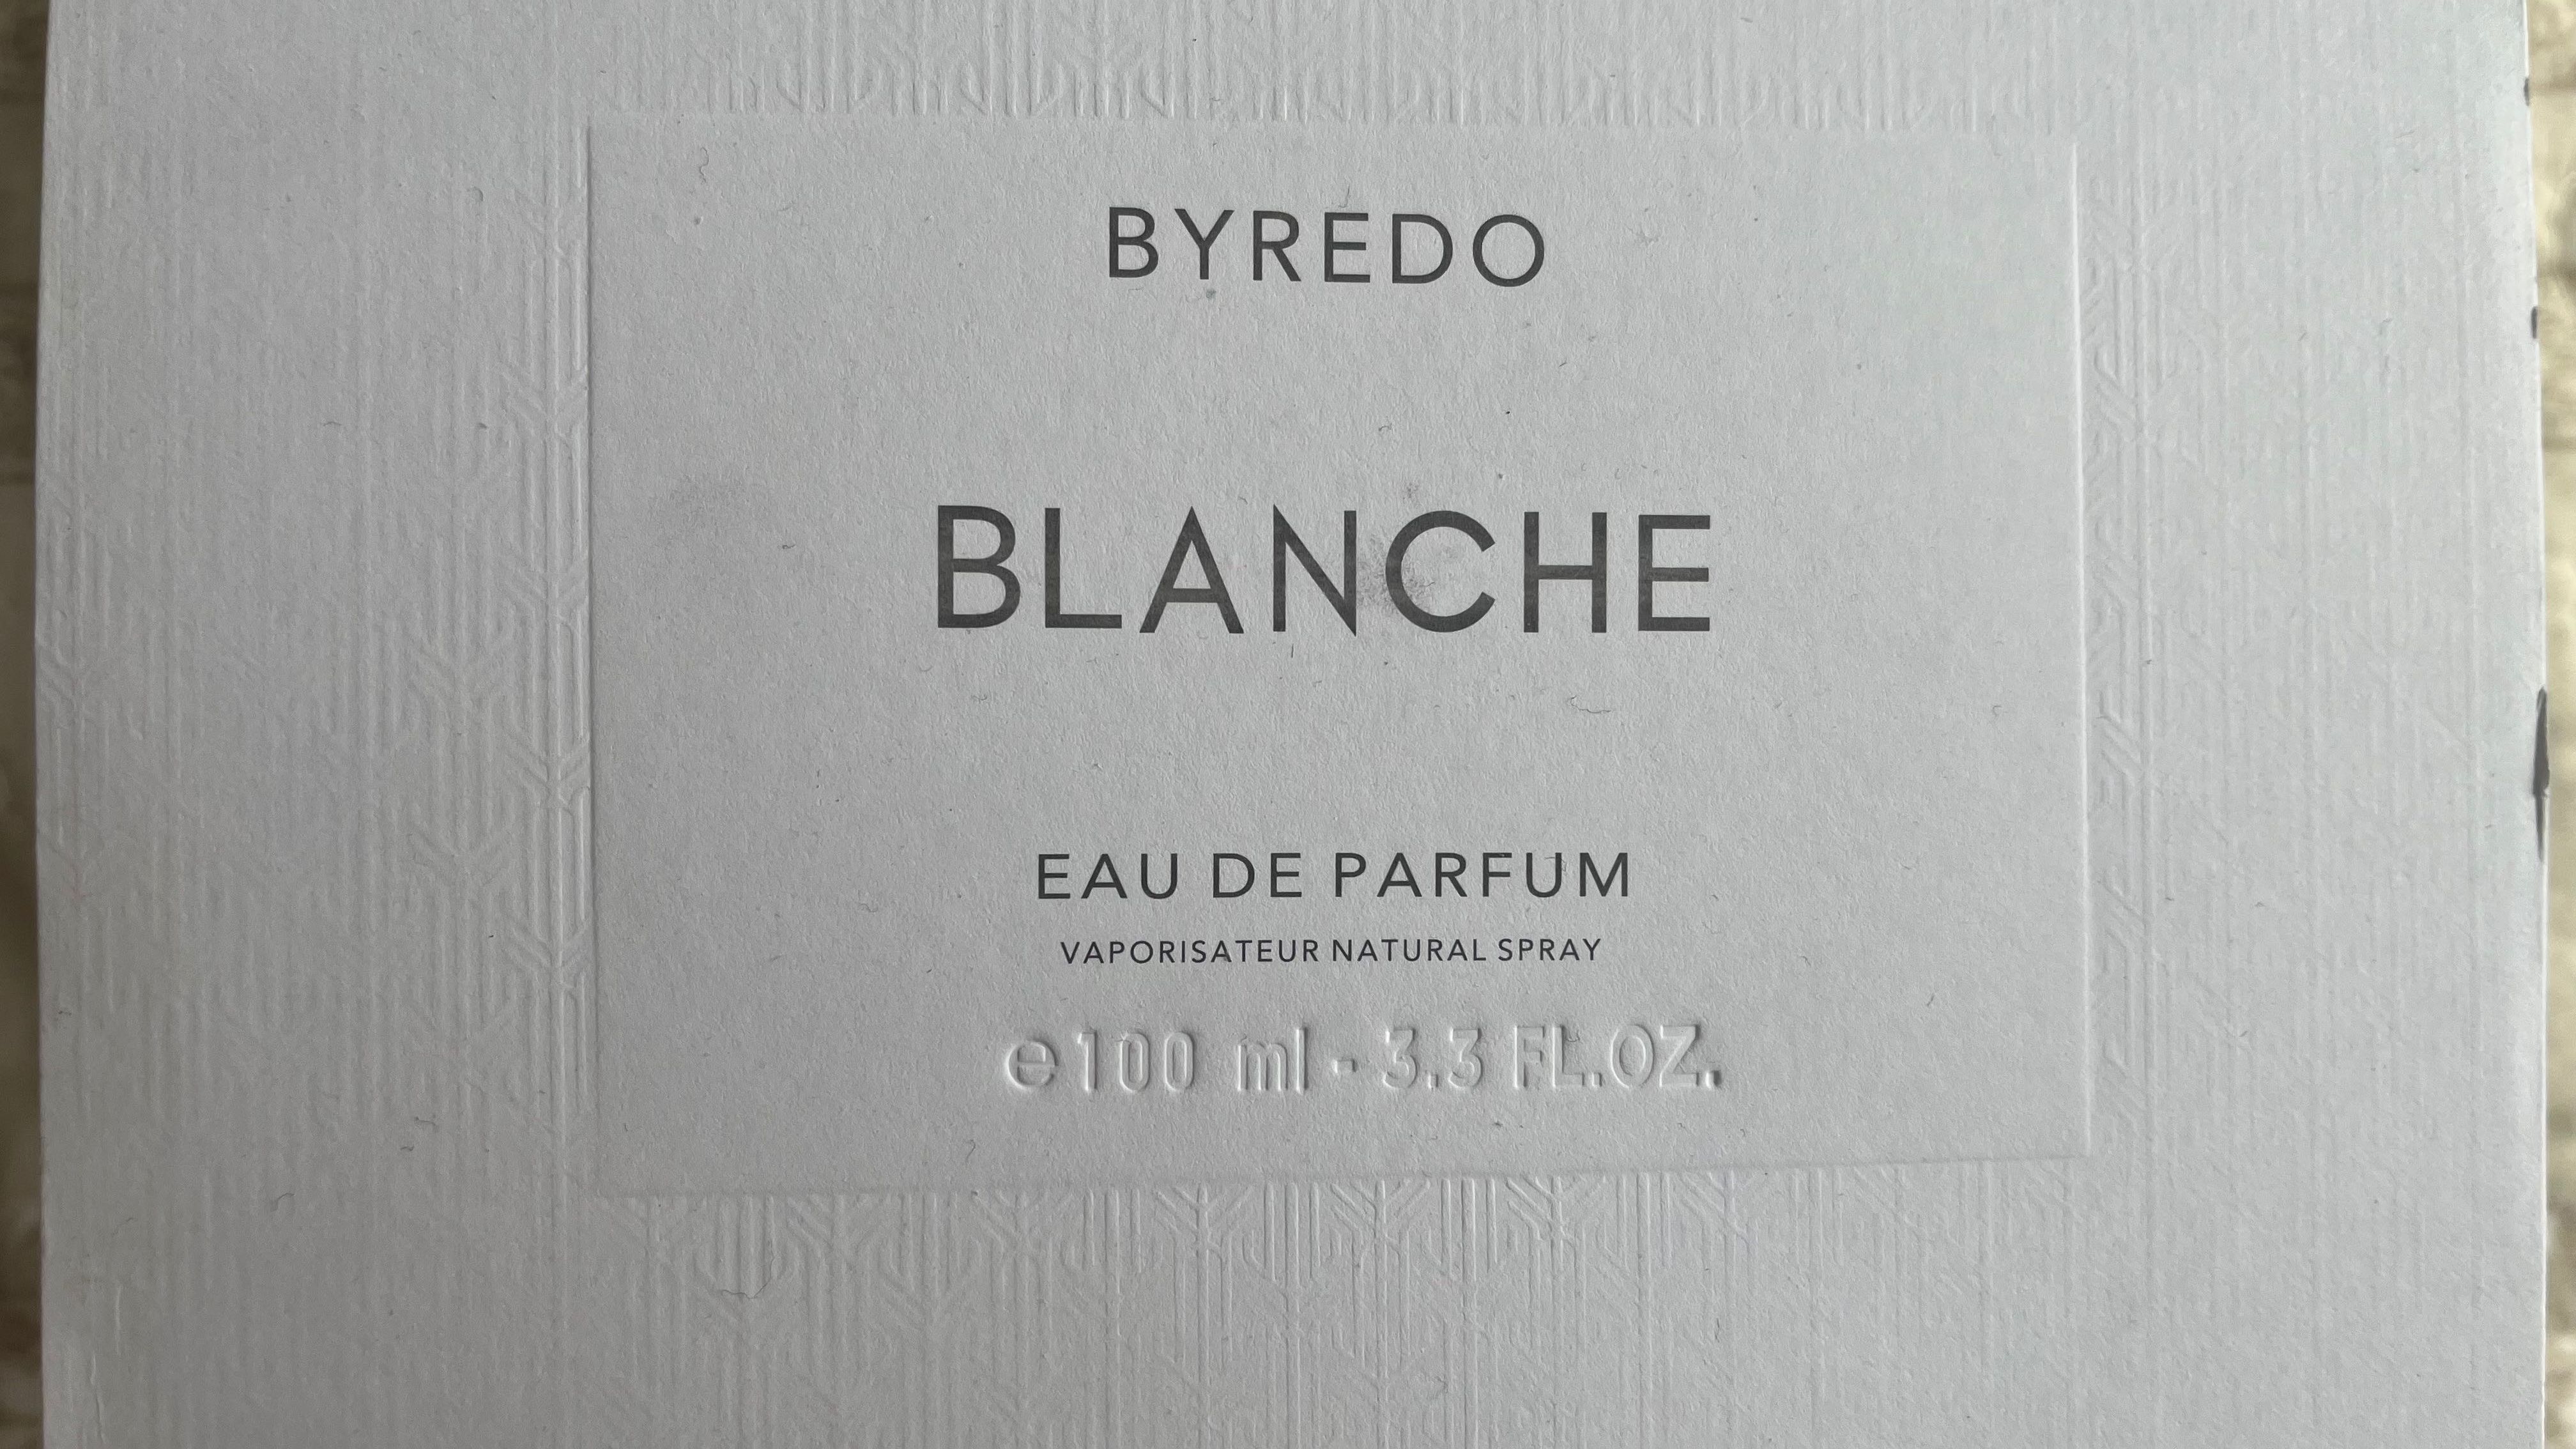 BYREDO
BLANCHE
EAU DE PARFUM
VAPORISATEUR NATURAL SPRAY
℮100 ml - 3.3 FL.OZ.